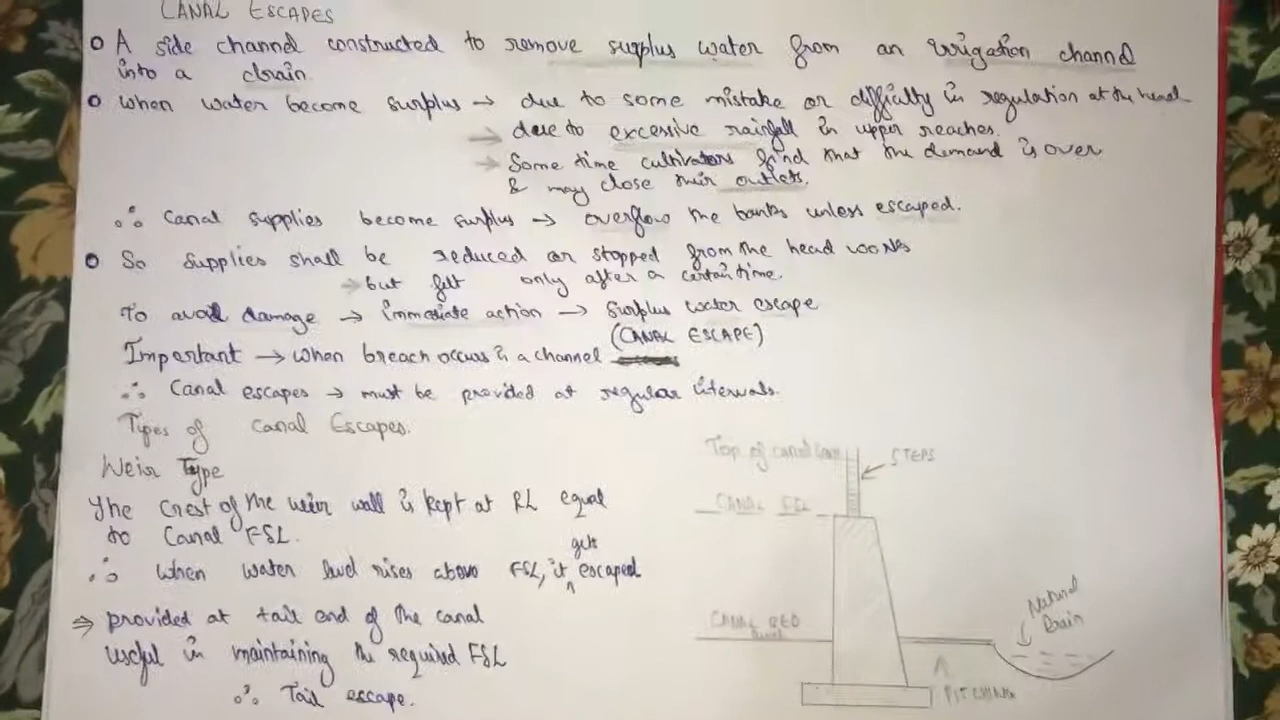 CANAL ESCAPES
o A side channel constructed to remove surplus water from an irrigation channel
into a drain.
o When water become surplus → due to some mistake or difficulty in regulation at the head
→ due to excessive rainfall in upper reaches.
→ Some time cultivators find that the demand is over
& may close their outlets.
∴ Canal supplies become surplus → overflow the banks unless escaped.
o So supplies shall be reduced or stopped from the head works
→ but felt only after a certain time.
To avoid damage → immediate action → surplus water escape
(CANAL ESCAPE)
Important → when breach occurs in a channel
∴ Canal escapes → must be provided at regular intervals.
Types of Canal Escapes.
Weir Type
The crest of the weir wall is kept at RL equal
to Canal FSL.
∴ When water level rises above FSL, it gets escaped
⇒ provided at tail end of the canal
useful in maintaining the required FSL
∴ Tail escape.
Top of canal bank
STEPS
CANAL FSL
CANAL BED
level
Natural
Drain
PITCHING